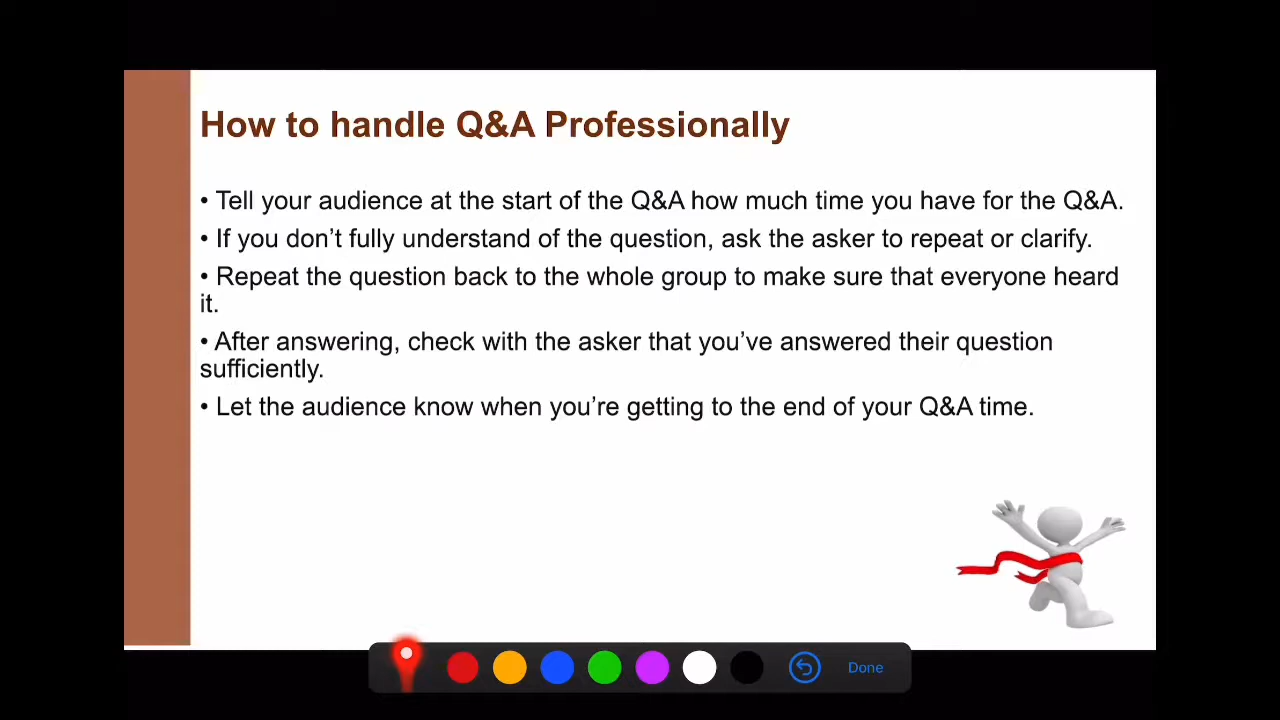 How to handle Q&A Professionally
• Tell your audience at the start of the Q&A how much time you have for the Q&A.
• If you don’t fully understand of the question, ask the asker to repeat or clarify.
• Repeat the question back to the whole group to make sure that everyone heard
it.
• After answering, check with the asker that you’ve answered their question
sufficiently.
• Let the audience know when you’re getting to the end of your Q&A time.
Done